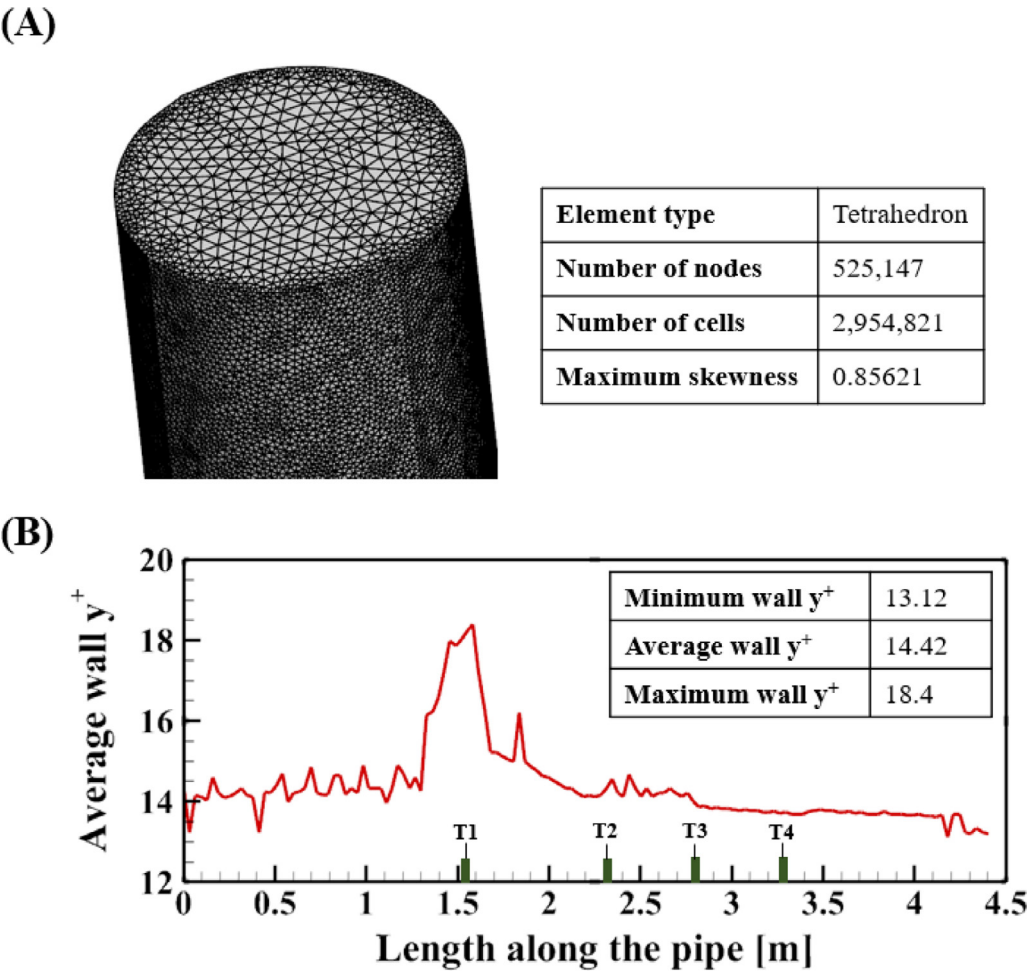 (A)
Element type Tetrahedron
Number of nodes 525,147
Number of cells 2,954,821
Maximum skewness 0.85621
(B)
20
18
16
14
12
Average wall y+
Minimum wall y+ 13.12
Average wall y+ 14.42
Maximum wall y+ 18.4
T1 T2 T3 T4
0 0.5 1 1.5 2 2.5 3 3.5 4 4.5
Length along the pipe [m]